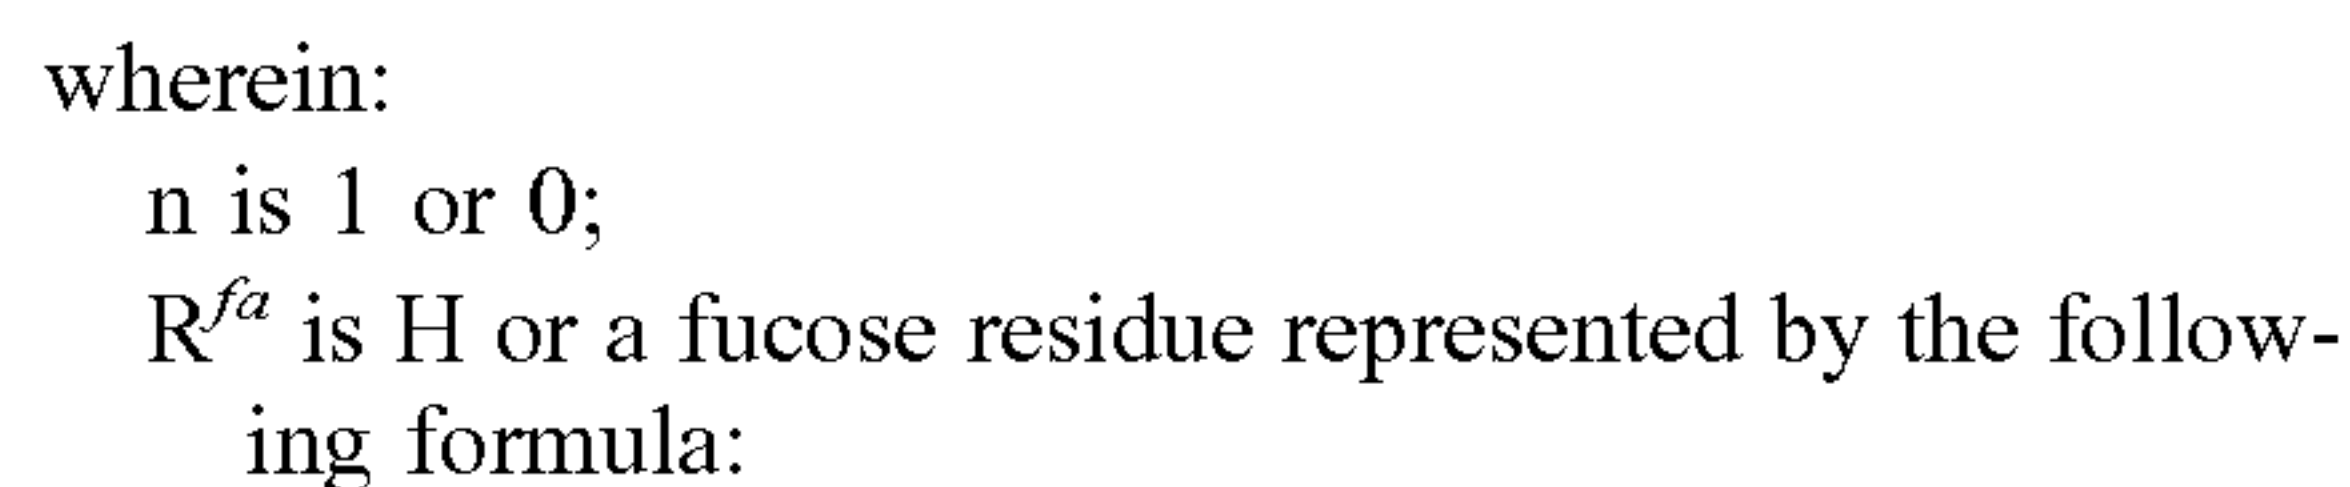 wherein:
n is 1 or 0;
R^fa is H or a fucose residue represented by the follow-
ing formula: